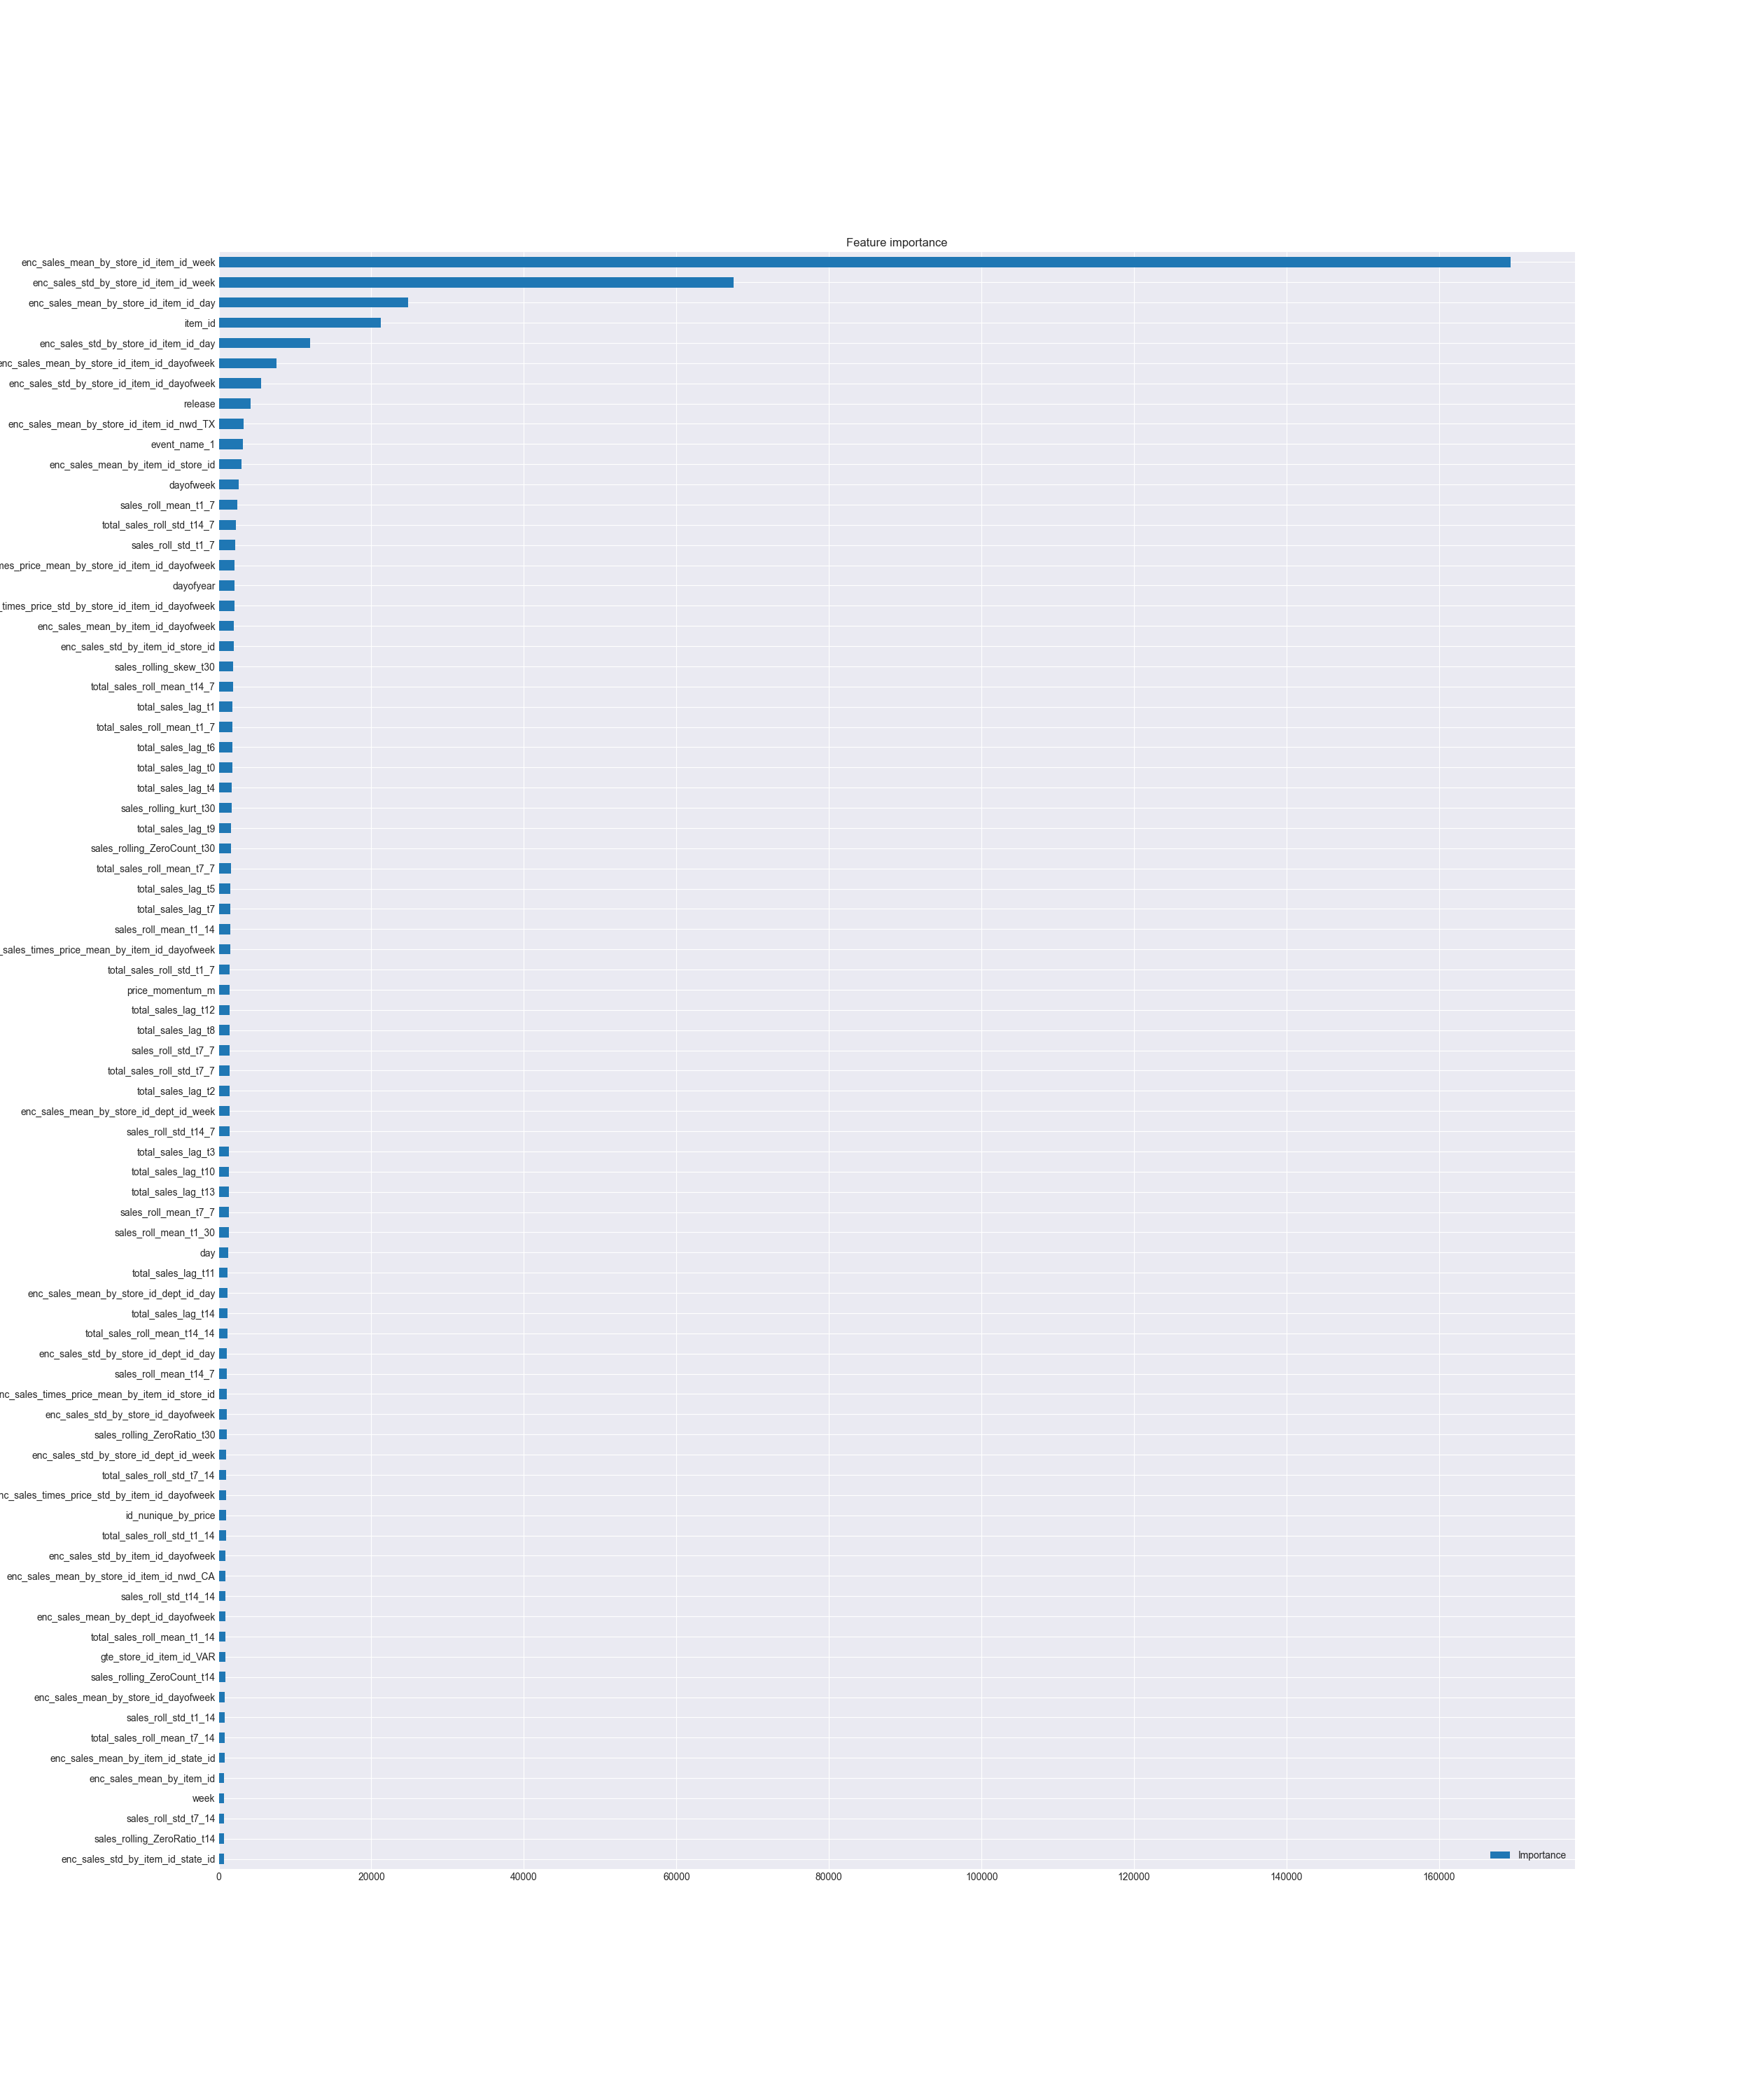 Feature importance
enc_sales_mean_by_store_id_item_id_week
enc_sales_std_by_store_id_item_id_week
enc_sales_mean_by_store_id_item_id_day
item_id
enc_sales_std_by_store_id_item_id_day
enc_sales_mean_by_store_id_item_id_dayofweek
enc_sales_std_by_store_id_item_id_dayofweek
release
enc_sales_mean_by_store_id_item_id_nwd_TX
event_name_1
enc_sales_mean_by_item_id_store_id
dayofweek
sales_roll_mean_t1_7
total_sales_roll_std_t14_7
sales_roll_std_t1_7
mes_price_mean_by_store_id_item_id_dayofweek
dayofyear
_times_price_std_by_store_id_item_id_dayofweek
enc_sales_mean_by_item_id_dayofweek
enc_sales_std_by_item_id_store_id
sales_rolling_skew_t30
total_sales_roll_mean_t14_7
total_sales_lag_t1
total_sales_roll_mean_t1_7
total_sales_lag_t6
total_sales_lag_t0
total_sales_lag_t4
sales_rolling_kurt_t30
total_sales_lag_t9
sales_rolling_ZeroCount_t30
total_sales_roll_mean_t7_7
total_sales_lag_t5
total_sales_lag_t7
sales_roll_mean_t1_14
_sales_times_price_mean_by_item_id_dayofweek
total_sales_roll_std_t1_7
price_momentum_m
total_sales_lag_t12
total_sales_lag_t8
sales_roll_std_t7_7
total_sales_roll_std_t7_7
total_sales_lag_t2
enc_sales_mean_by_store_id_dept_id_week
sales_roll_std_t14_7
total_sales_lag_t3
total_sales_lag_t10
total_sales_lag_t13
sales_roll_mean_t7_7
sales_roll_mean_t1_30
day
total_sales_lag_t11
enc_sales_mean_by_store_id_dept_id_day
total_sales_lag_t14
total_sales_roll_mean_t14_14
enc_sales_std_by_store_id_dept_id_day
sales_roll_mean_t14_7
nc_sales_times_price_mean_by_item_id_store_id
enc_sales_std_by_store_id_dayofweek
sales_rolling_ZeroRatio_t30
enc_sales_std_by_store_id_dept_id_week
total_sales_roll_std_t7_14
nc_sales_times_price_std_by_item_id_dayofweek
id_nunique_by_price
total_sales_roll_std_t1_14
enc_sales_std_by_item_id_dayofweek
enc_sales_mean_by_store_id_item_id_nwd_CA
sales_roll_std_t14_14
enc_sales_mean_by_dept_id_dayofweek
total_sales_roll_mean_t1_14
gte_store_id_item_id_VAR
sales_rolling_ZeroCount_t14
enc_sales_mean_by_store_id_dayofweek
sales_roll_std_t1_14
total_sales_roll_mean_t7_14
enc_sales_mean_by_item_id_state_id
enc_sales_mean_by_item_id
week
sales_roll_std_t7_14
sales_rolling_ZeroRatio_t14
enc_sales_std_by_item_id_state_id
Importance
0 20000 40000 60000 80000 100000 120000 140000 160000